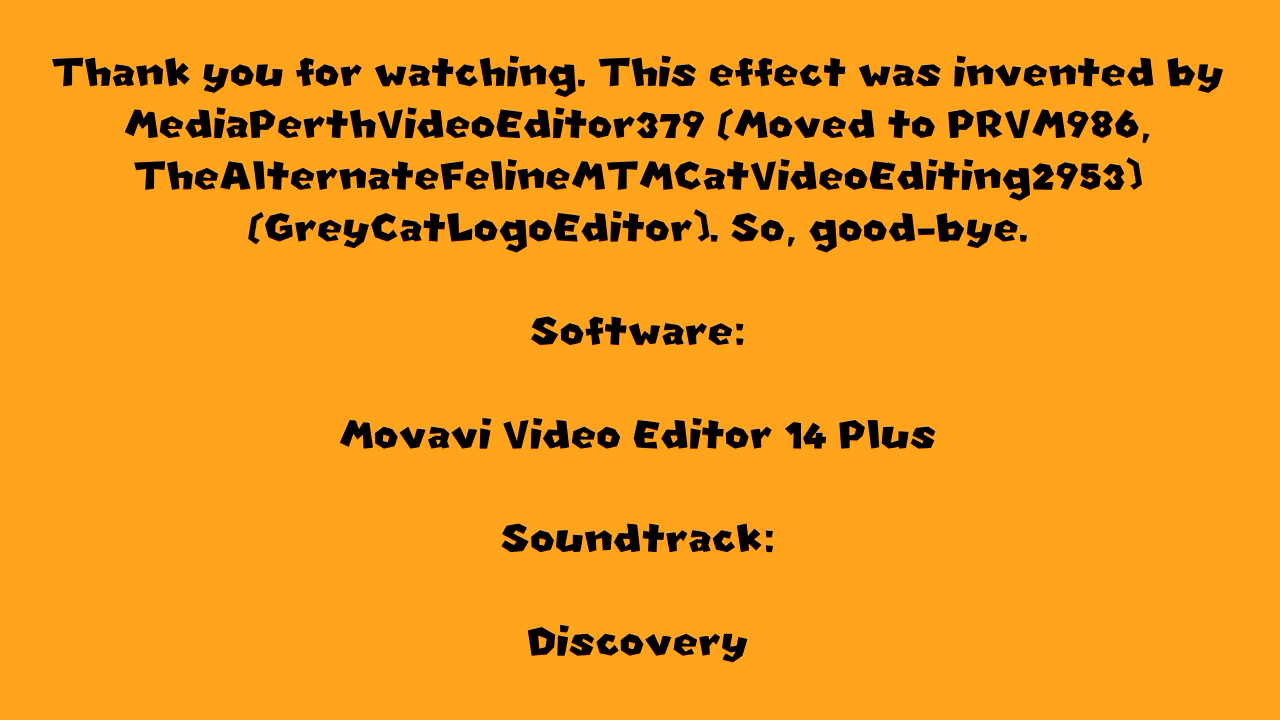 Thank you for watching. This effect was invented by
MediaPerthVideoEditor379 (Moved to PRVM986,
TheAlternateFelineMTMCatVideoEditing2953)
(GreyCatLogoEditor). So, good-bye.
Software:
Movavi Video Editor 14 Plus
Soundtrack:
Discovery